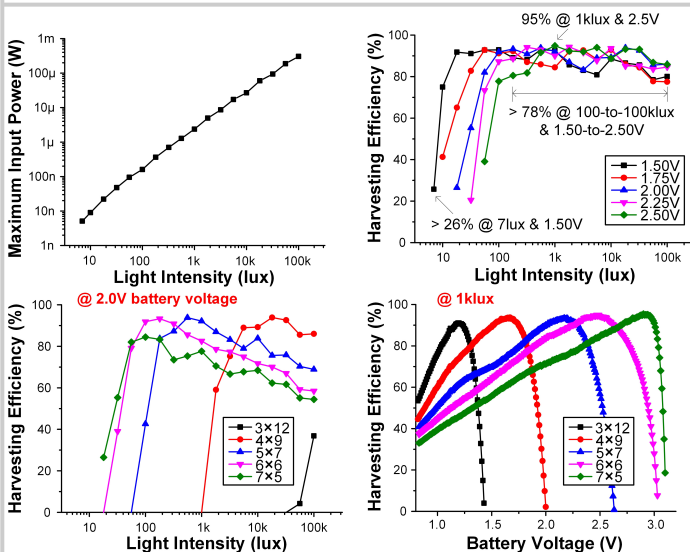 Maximum Input Power (W)
1m
100µ
10µ
1µ
100n
10n
1n
10 100 1k 10k 100k
Light Intensity (lux)
Harvesting Efficiency (%)
100
80
60
40
20
0
95% @ 1klux & 2.5V
> 78% @ 100-to-100klux
& 1.50-to-2.50V
> 26% @ 7lux & 1.50V
1.50V
1.75V
2.00V
2.25V
2.50V
10 100 1k 10k 100k
Light Intensity (lux)
@ 2.0V battery voltage
Harvesting Efficiency (%)
100
80
60
40
20
0
3×12
4×9
5×7
6×6
7×5
10 100 1k 10k 100k
Light Intensity (lux)
@ 1klux
Harvesting Efficiency (%)
100
80
60
40
20
0
3×12
4×9
5×7
6×6
7×5
1.0 1.5 2.0 2.5 3.0
Battery Voltage (V)